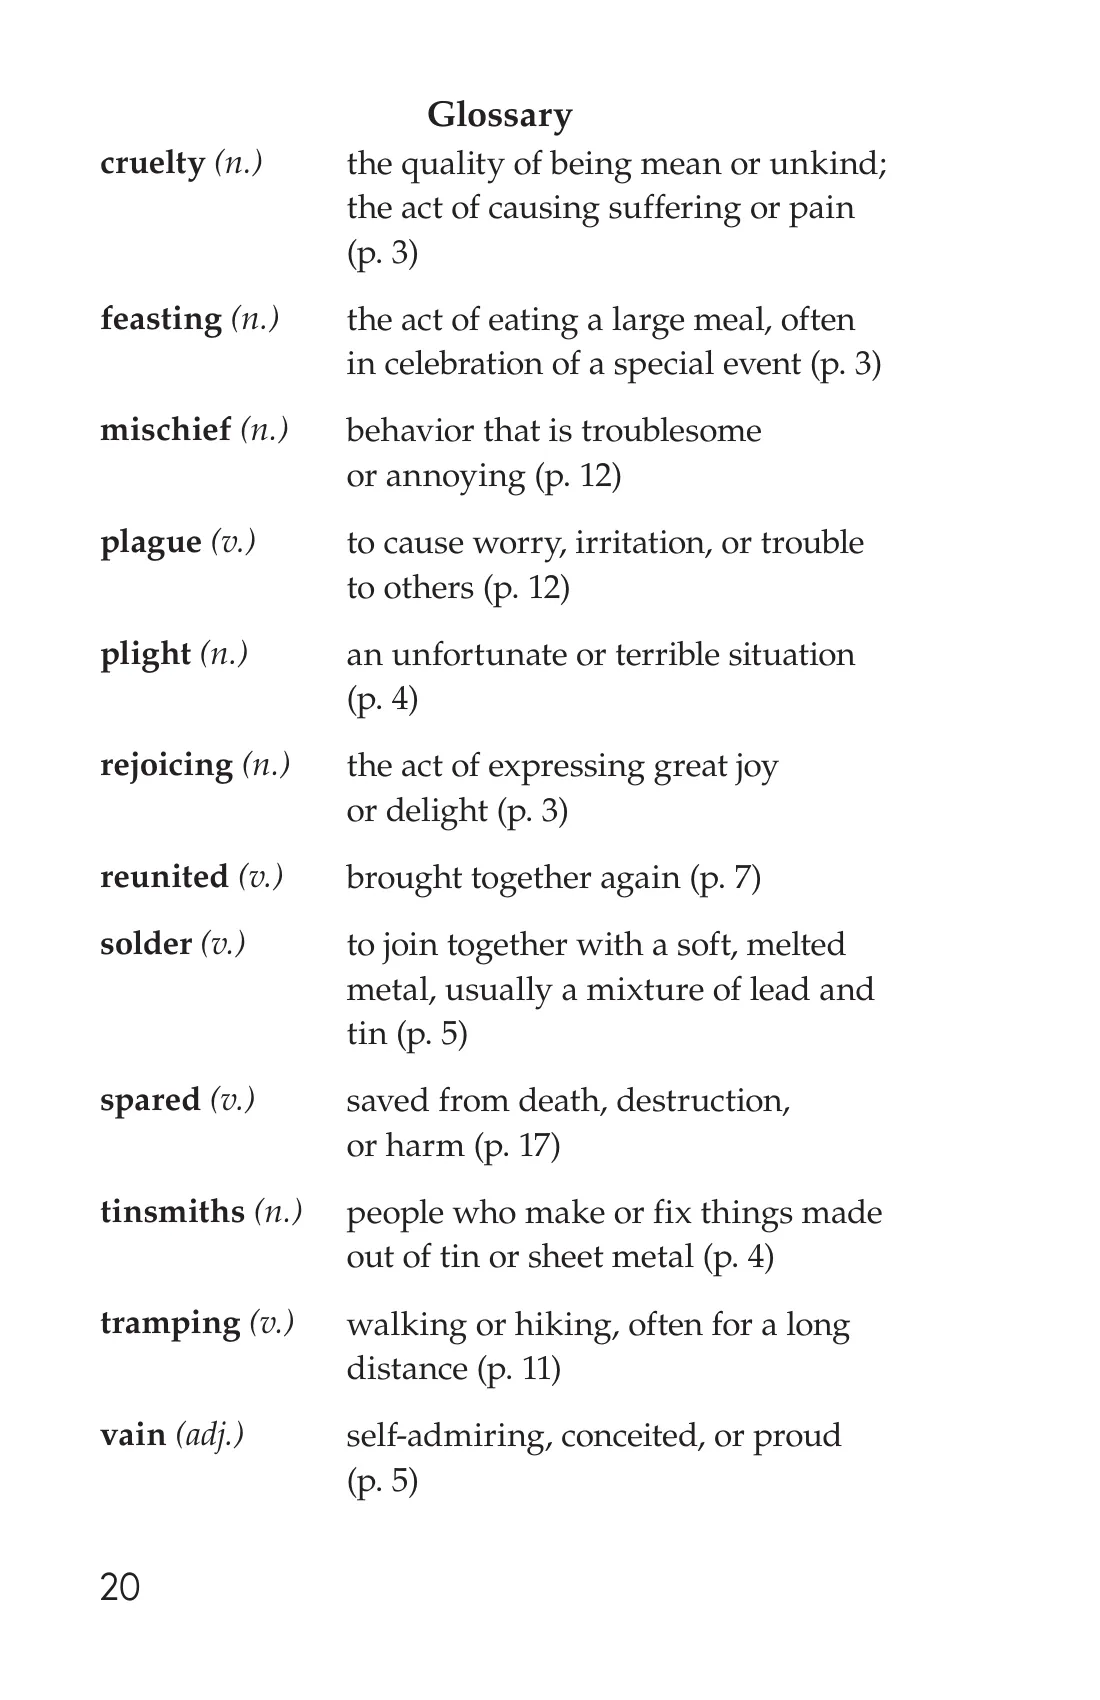 Glossary
cruelty (n.) the quality of being mean or unkind;
the act of causing suffering or pain
(p. 3)
feasting (n.) the act of eating a large meal, often
in celebration of a special event (p. 3)
mischief (n.) behavior that is troublesome
or annoying (p. 12)
plague (v.) to cause worry, irritation, or trouble
to others (p. 12)
plight (n.) an unfortunate or terrible situation
(p. 4)
rejoicing (n.) the act of expressing great joy
or delight (p. 3)
reunited (v.) brought together again (p. 7)
solder (v.) to join together with a soft, melted
metal, usually a mixture of lead and
tin (p. 5)
spared (v.) saved from death, destruction,
or harm (p. 17)
tinsmiths (n.) people who make or fix things made
out of tin or sheet metal (p. 4)
tramping (v.) walking or hiking, often for a long
distance (p. 11)
vain (adj.) self-admiring, conceited, or proud
(p. 5)
20